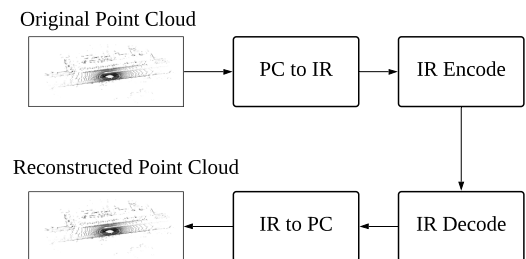 Original Point Cloud
PC to IR
IR Encode
Reconstructed Point Cloud
IR to PC
IR Decode